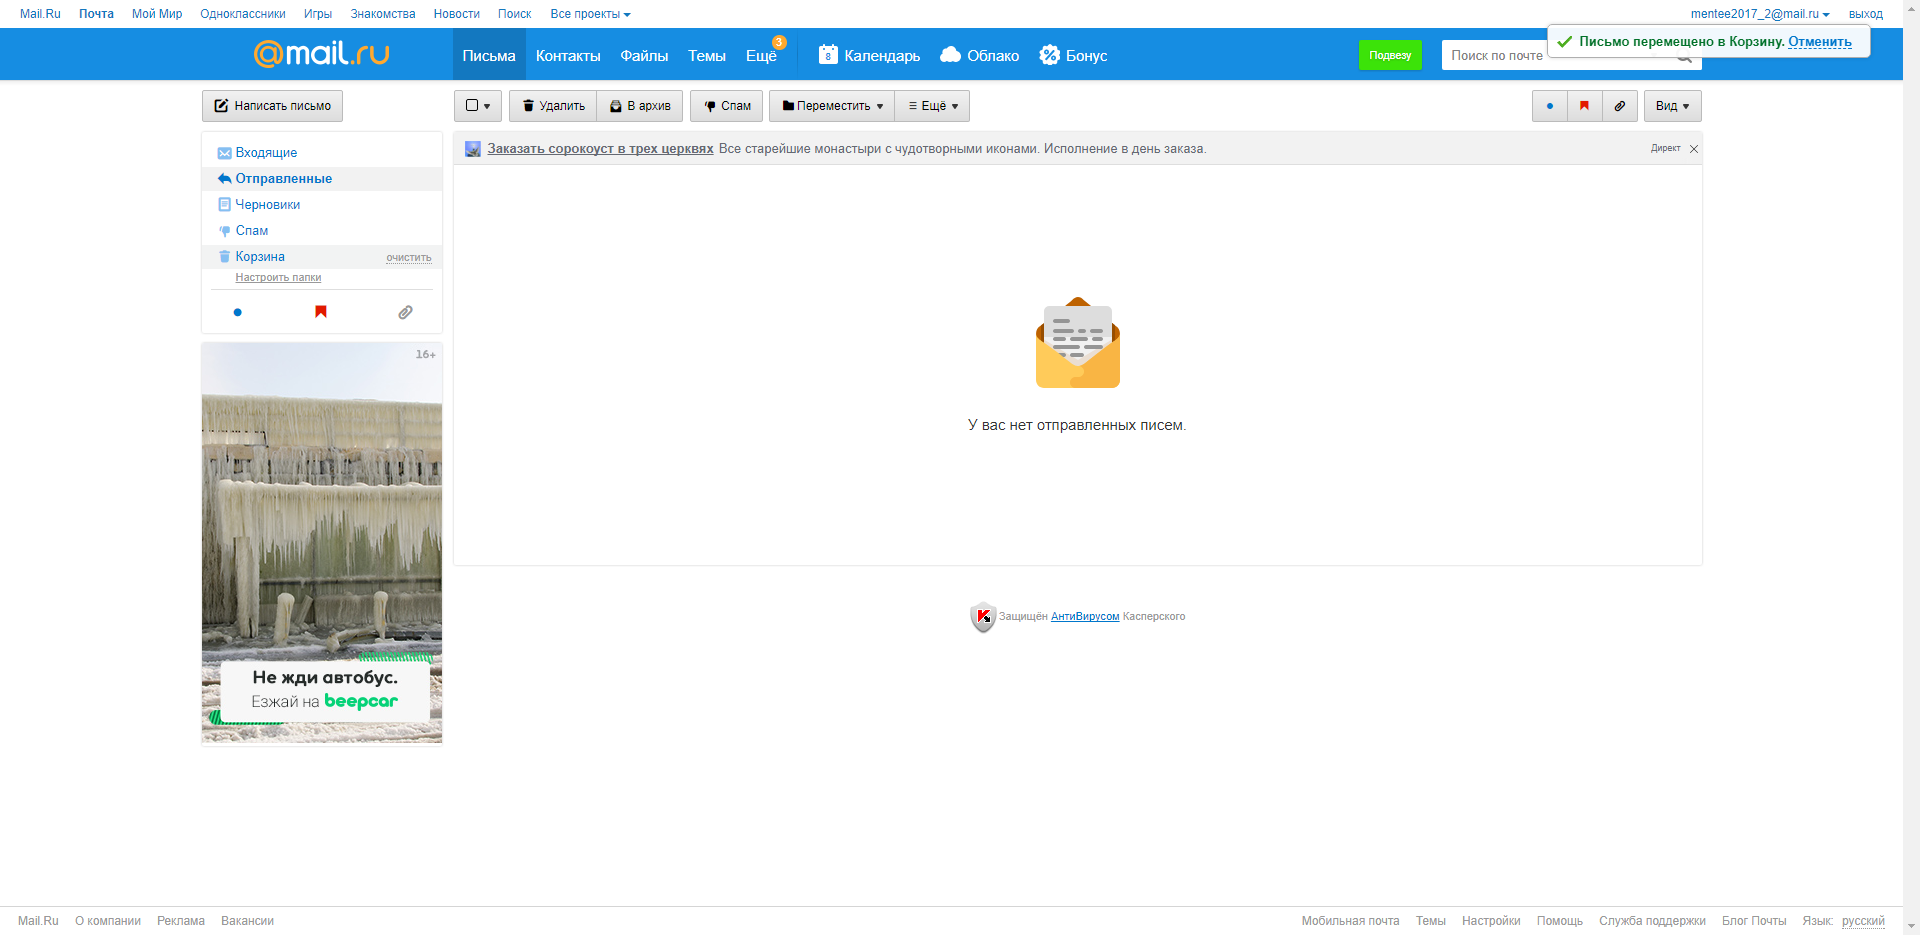 Mail.Ru Почта Мой Мир Одноклассники Игры Знакомства Новости Поиск Все проекты mentee2017_2@mail.ru выход
@mail.ru Письма Контакты Файлы Темы Ещё 3 8 Календарь Облако Бонус Подвезу Поиск по почте
Письмо перемещено в Корзину. Отменить
Написать письмо Удалить В архив Спам Переместить Ещё Вид
Входящие
Отправленные
Черновики
Спам
Корзина очистить
Настроить папки
Заказать сорокоуст в трех церквях Все старейшие монастыри с чудотворными иконами. Исполнение в день заказа. Директ
16+
У вас нет отправленных писем.
Защищён АнтиВирусом Касперского
Не жди автобус.
Езжай на beepcar
Mail.Ru О компании Реклама Вакансии Мобильная почта Темы Настройки Помощь Служба поддержки Блог Почты Язык: русский